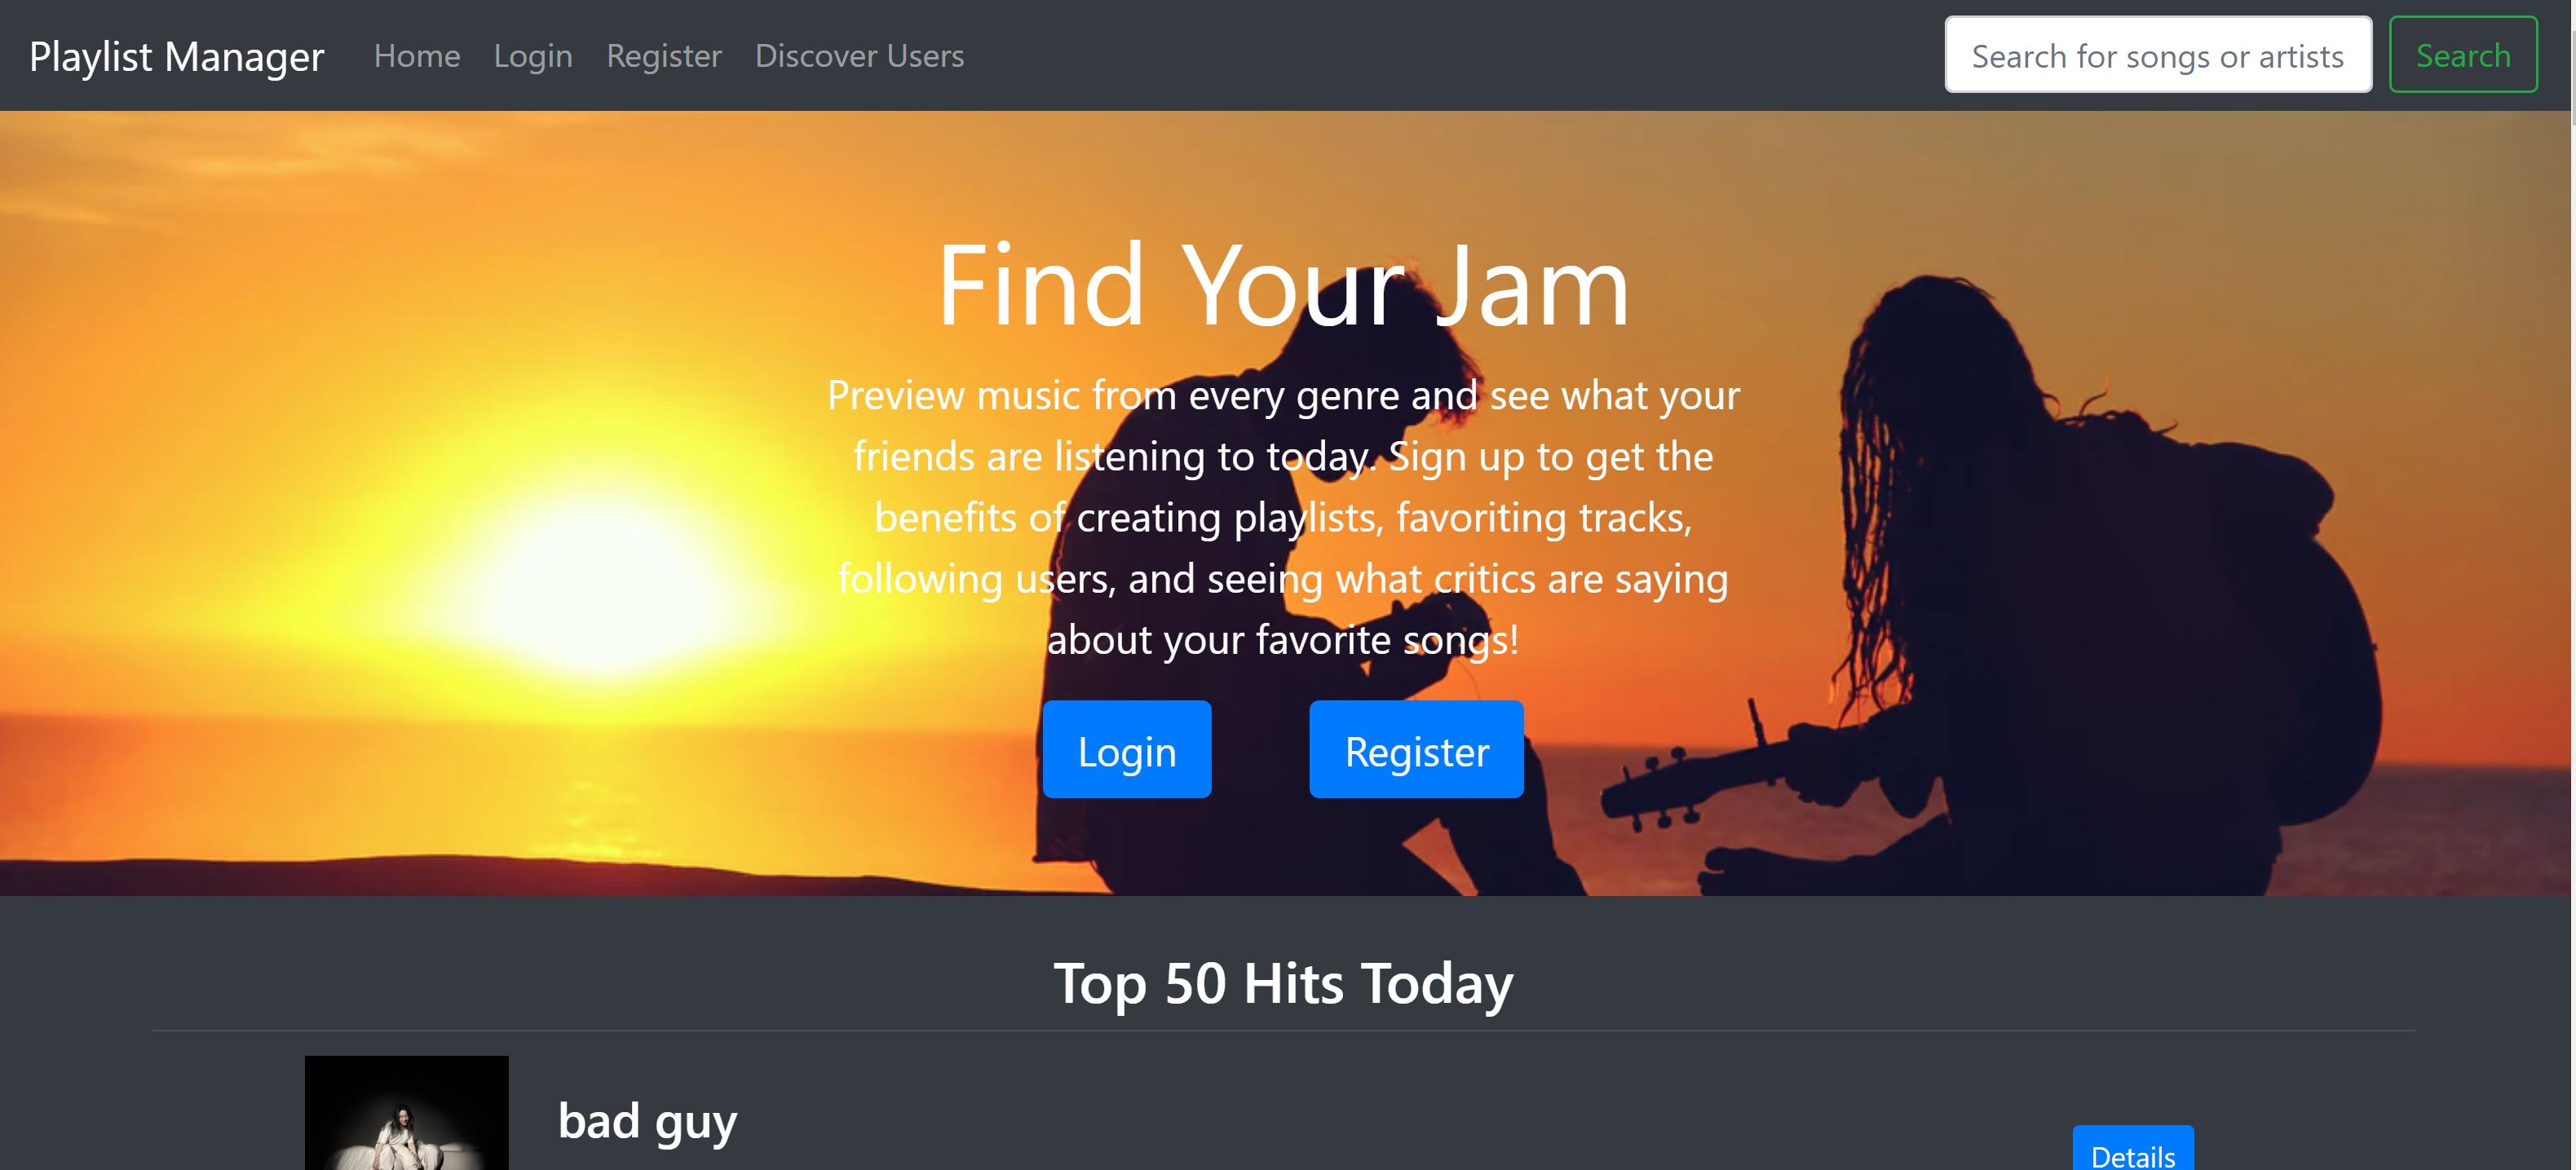 Playlist Manager Home Login Register Discover Users Search for songs or artists Search
Find Your Jam
Preview music from every genre and see what your
friends are listening to today. Sign up to get the
benefits of creating playlists, favoriting tracks,
following users, and seeing what critics are saying
about your favorite songs!
Login Register
Top 50 Hits Today
bad guy
Details